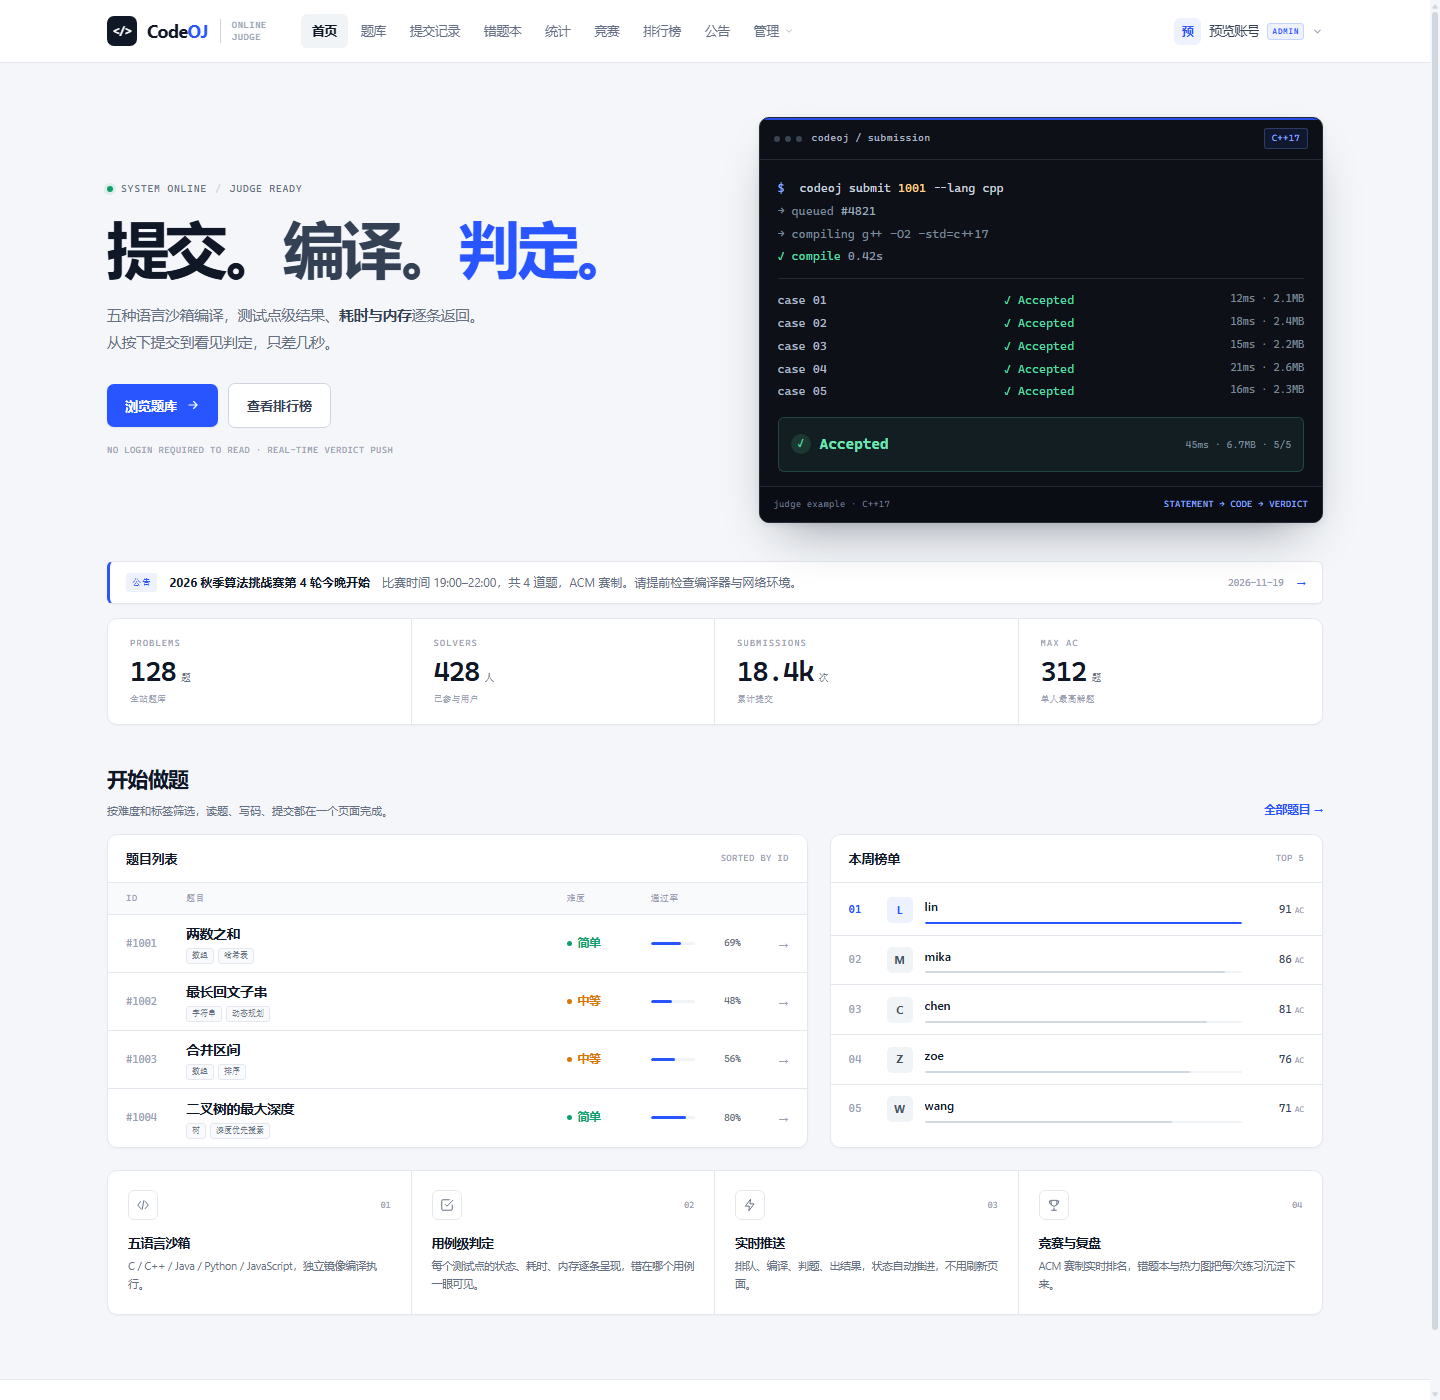 </> CodeOJ ONLINE JUDGE 首页 题库 提交记录 错题本 统计 竞赛 排行榜 公告 管理 预 预览账号 ADMIN
SYSTEM ONLINE / JUDGE READY
提交。编译。判定。
五种语言沙箱编译，测试点级结果、耗时与内存逐条返回。
从按下提交到看见判定，只差几秒。
浏览题库 → 查看排行榜
NO LOGIN REQUIRED TO READ · REAL-TIME VERDICT PUSH
codeoj / submission C++17
$ codeoj submit 1001 --lang cpp
→ queued #4821
→ compiling g++ -O2 -std=c++17
✓ compile 0.42s
case 01 ✓ Accepted 12ms · 2.1MB
case 02 ✓ Accepted 18ms · 2.4MB
case 03 ✓ Accepted 15ms · 2.2MB
case 04 ✓ Accepted 21ms · 2.6MB
case 05 ✓ Accepted 16ms · 2.3MB
✓ Accepted 45ms · 6.7MB · 5/5
judge example · C++17 STATEMENT → CODE → VERDICT
公告 2026 秋季算法挑战赛第 4 轮今晚开始 比赛时间 19:00–22:00，共 4 道题，ACM 赛制。请提前检查编译器与网络环境。 2026-11-19 →
PROBLEMS
128 题
全站题库
SOLVERS
428 人
已参与用户
SUBMISSIONS
18.4k 次
累计提交
MAX AC
312 题
单人最高解题
开始做题
按难度和标签筛选，读题、写码、提交都在一个页面完成。 全部题目 →
题目列表 SORTED BY ID
ID 题目 难度 通过率
#1001 两数之和 简单 69% →
数组 哈希表
#1002 最长回文子串 中等 48% →
字符串 动态规划
#1003 合并区间 中等 56% →
数组 排序
#1004 二叉树的最大深度 简单 80% →
树 深度优先搜索
本周榜单 TOP 5
01 L lin 91 AC
02 M mika 86 AC
03 C chen 81 AC
04 Z zoe 76 AC
05 W wang 71 AC
01
五语言沙箱
C / C++ / Java / Python / JavaScript，独立镜像编译执
行。
02
用例级判定
每个测试点的状态、耗时、内存逐条呈现，错在哪个用例
一眼可见。
03
实时推送
排队、编译、判题、出结果，状态自动推进，不用刷新页
面。
04
竞赛与复盘
ACM 赛制实时排名，错题本与热力图把每次练习沉淀下
来。